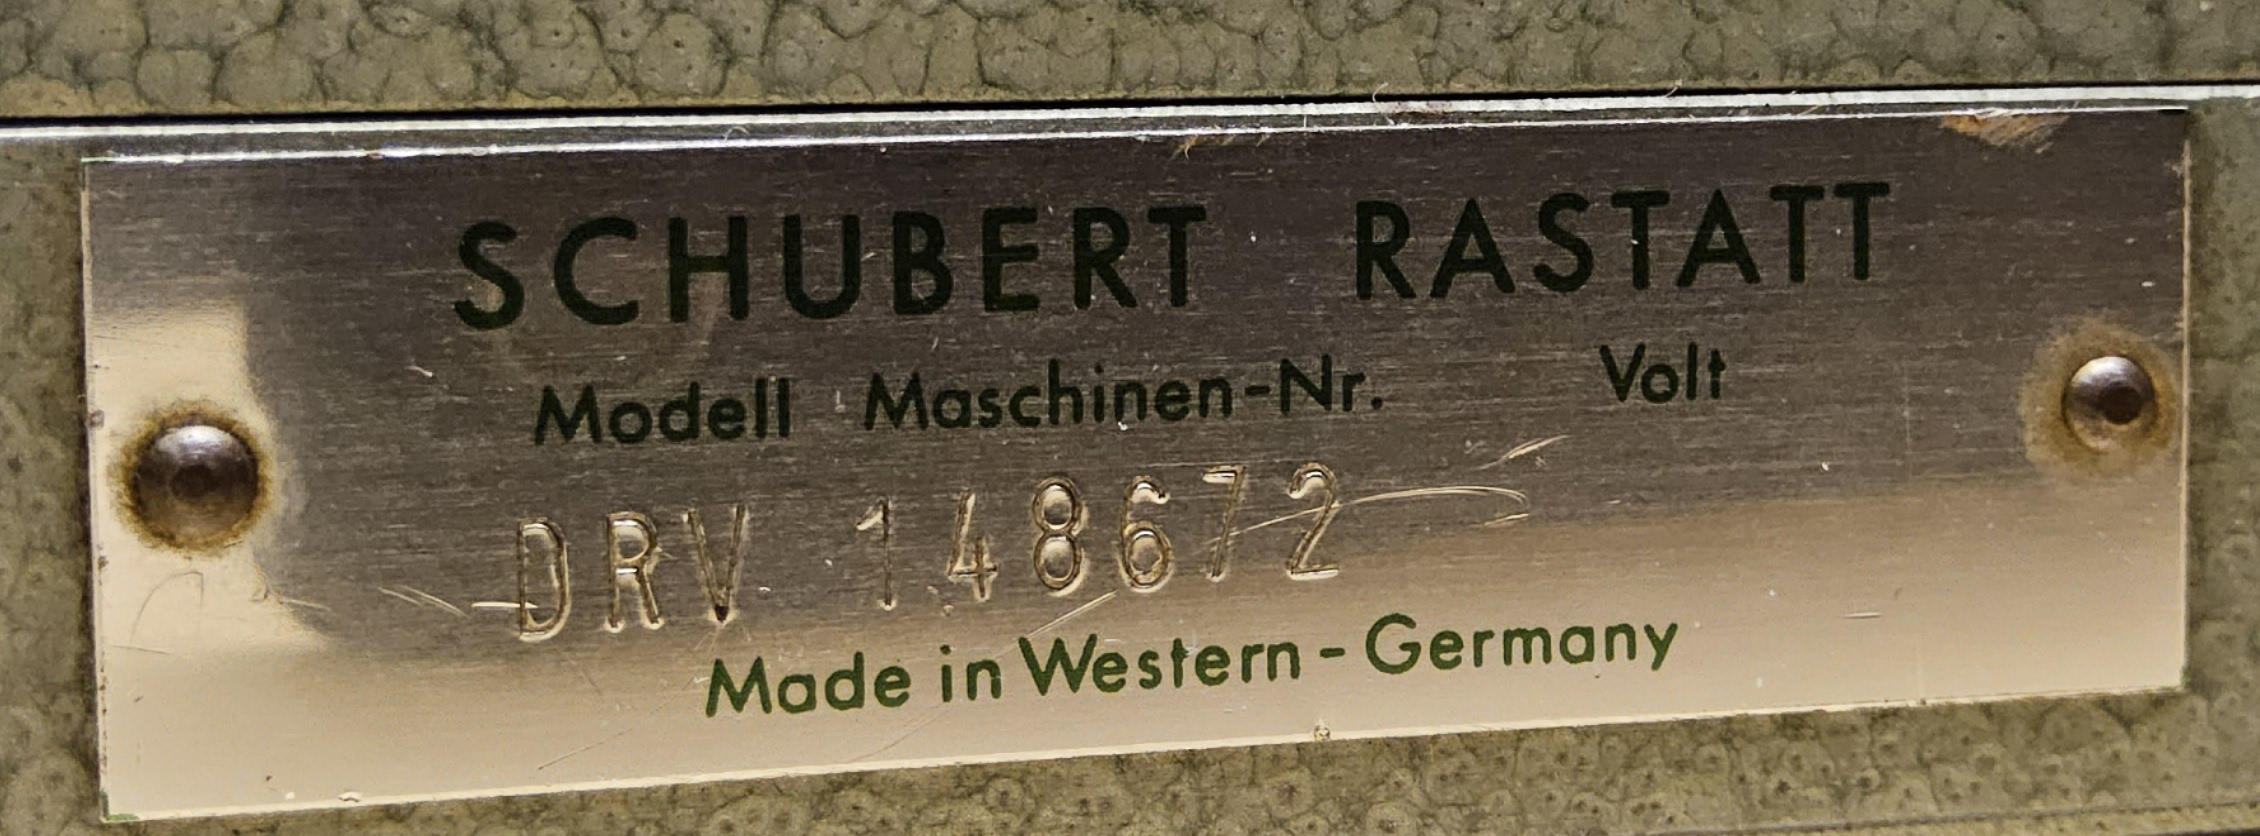 SCHUBERT RASTATT
Modell Maschinen-Nr. Volt
DRV 148672
Made in Western-Germany